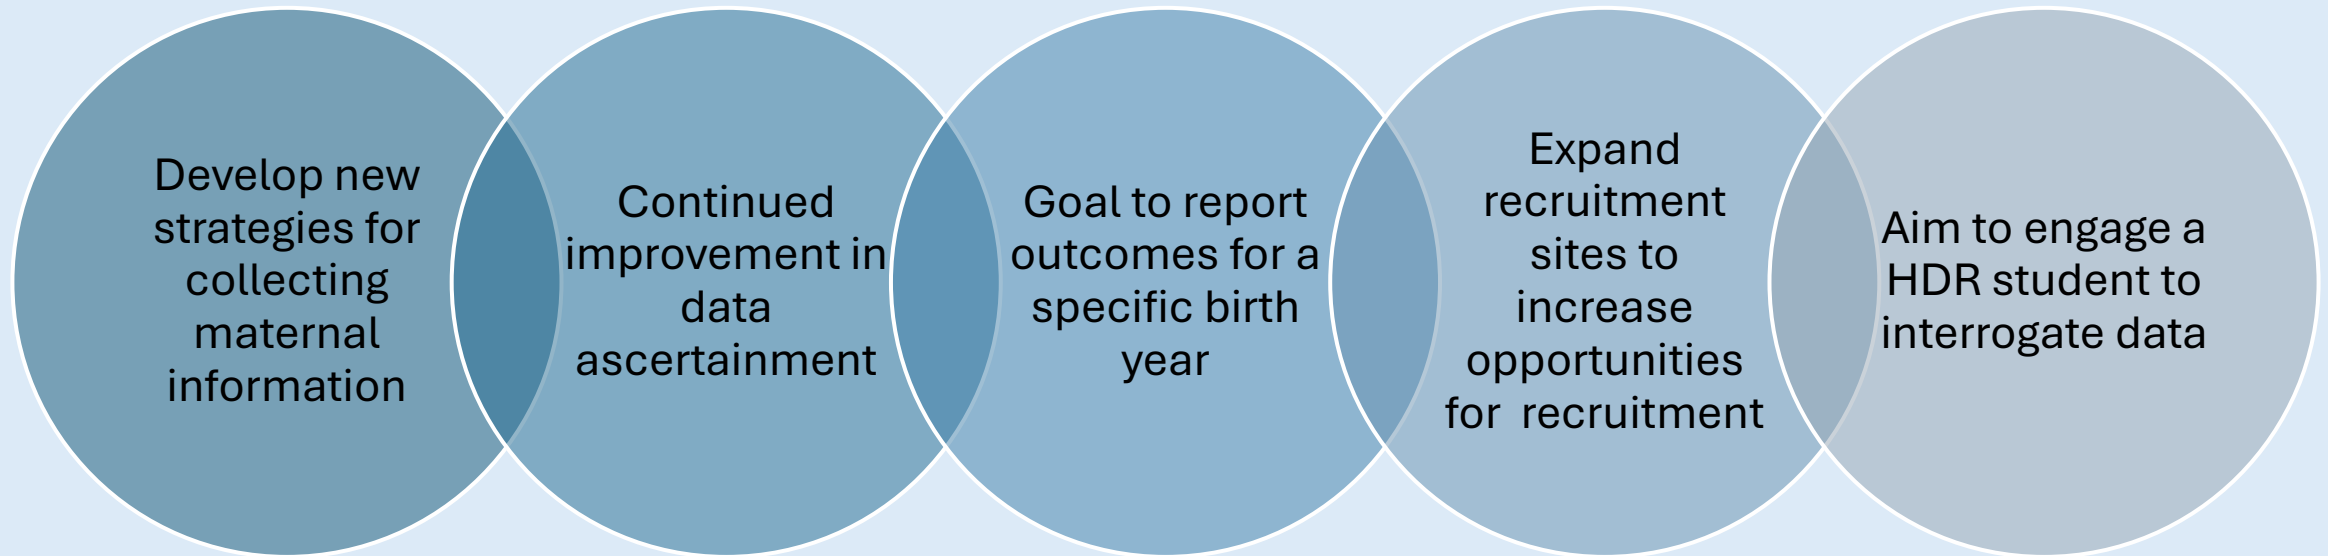 Develop new
strategies for
collecting
maternal
information
Continued
improvement in
data
ascertainment
Goal to report
outcomes for a
specific birth
year
Expand
recruitment
sites to
increase
opportunities
for  recruitment
Aim to engage a
HDR student to
interrogate data